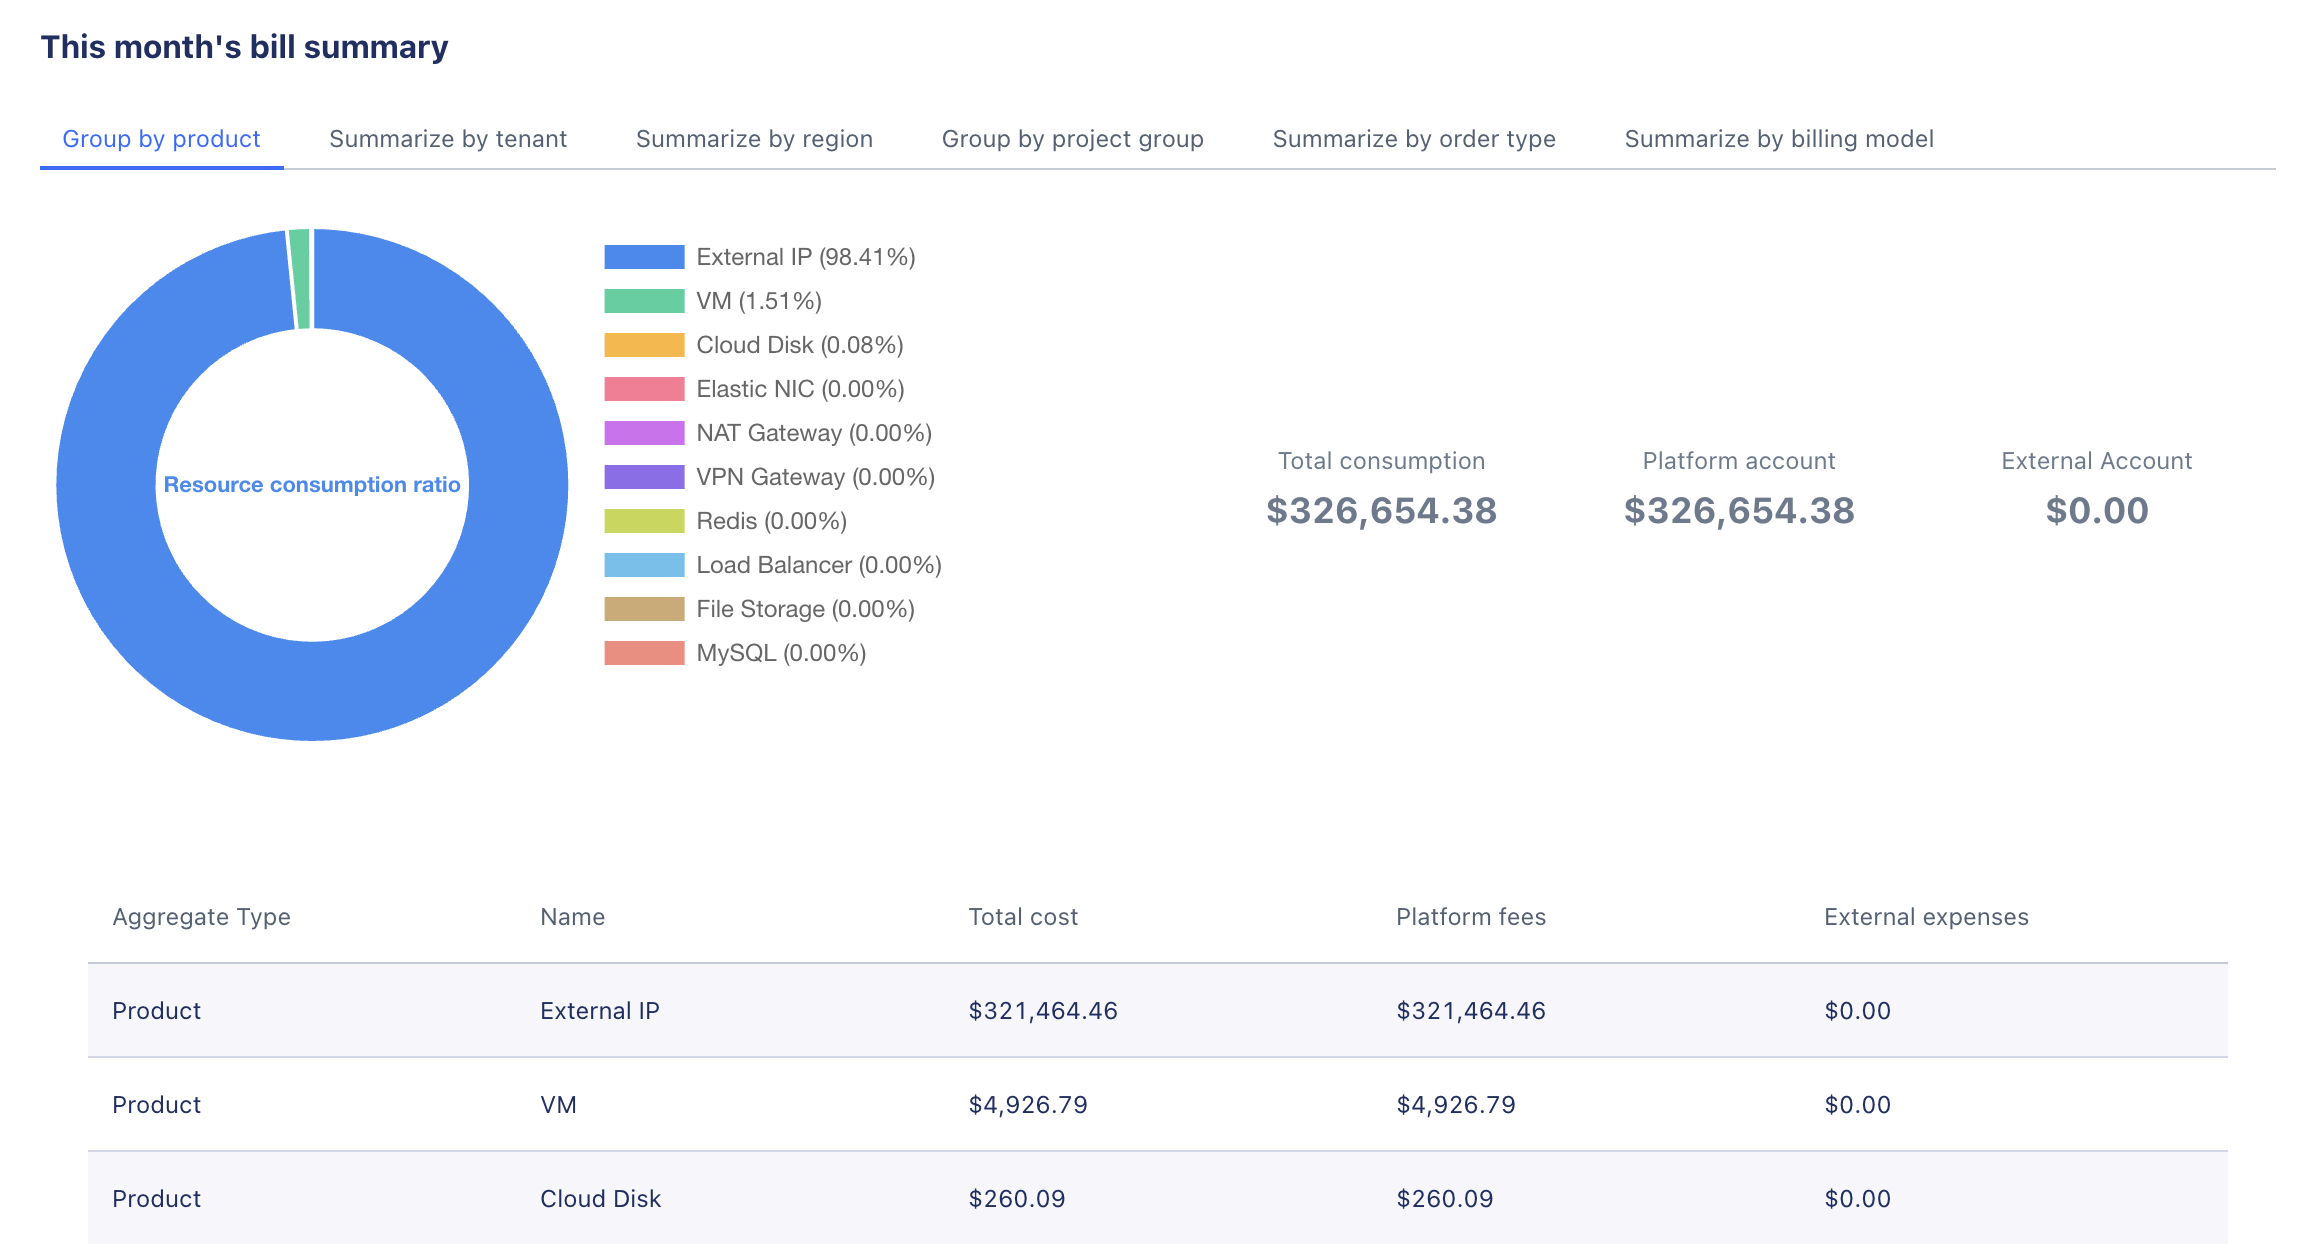 This month's bill summary
Group by product Summarize by tenant Summarize by region Group by project group Summarize by order type Summarize by billing model
Resource consumption ratio
External IP (98.41%)
VM (1.51%)
Cloud Disk (0.08%)
Elastic NIC (0.00%)
NAT Gateway (0.00%)
VPN Gateway (0.00%)
Redis (0.00%)
Load Balancer (0.00%)
File Storage (0.00%)
MySQL (0.00%)
Total consumption Platform account External Account
$326,654.38 $326,654.38 $0.00
Aggregate Type Name Total cost Platform fees External expenses
Product External IP $321,464.46 $321,464.46 $0.00
Product VM $4,926.79 $4,926.79 $0.00
Product Cloud Disk $260.09 $260.09 $0.00